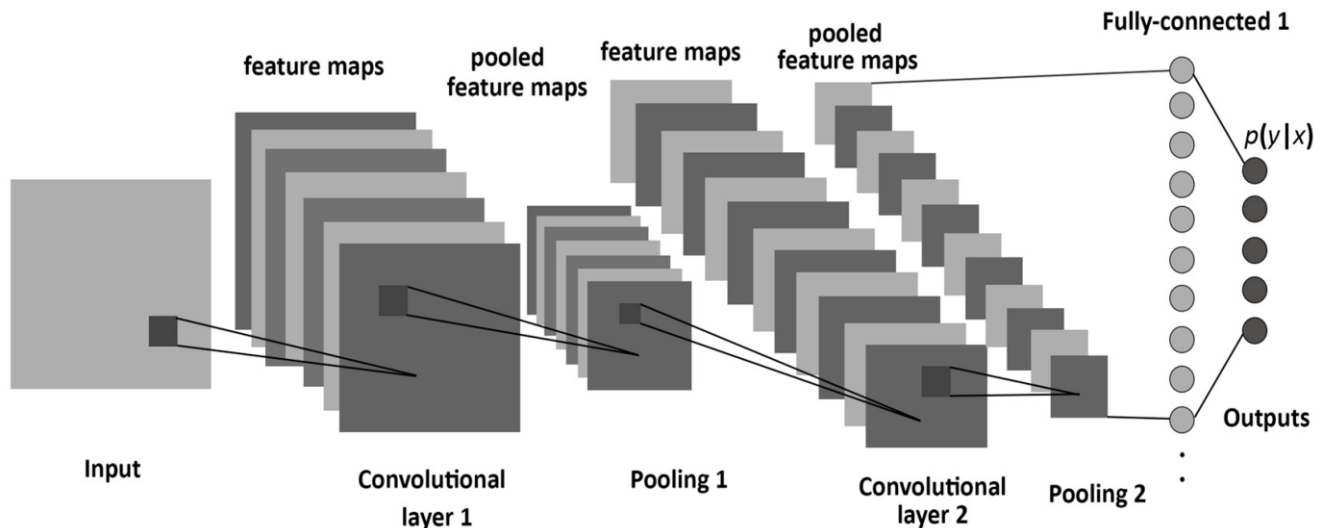 Fully-connected 1
feature maps
pooled
feature maps
feature maps
pooled
feature maps
p(y|x)
Input
Convolutional
layer 1
Pooling 1
Convolutional
layer 2
Pooling 2
Outputs